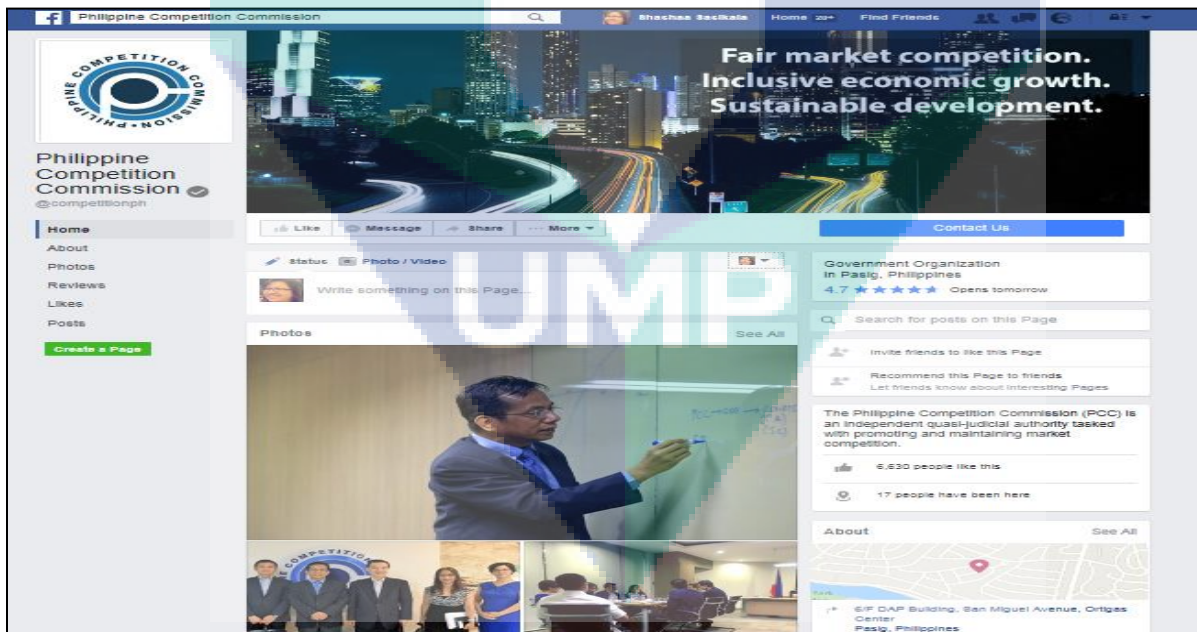 Philippine Competition Commission
Shashaa Sasikala Home 20+ Find Friends
PHILIPPINE COMPETITION COMMISSION
Fair market competition.
Inclusive economic growth.
Sustainable development.
Philippine
Competition
Commission
@competitionph
Home
About
Photos
Reviews
Likes
Posts
Create a Page
Like Message Share More
Contact Us
Status Photo / Video
Write something on this Page...
UMP
Photos See All
COMPETITIO
Government Organization
in Pasig, Philippines
4.7 Opens tomorrow
Search for posts on this Page
Invite friends to like this Page
Recommend this Page to friends
Let friends know about interesting Pages
The Philippine Competition Commission (PCC) is
an independent quasi-judicial authority tasked
with promoting and maintaining market
competition.
6,630 people like this
17 people have been here
About See All
6/F DAP Building, San Miguel Avenue, Ortigas
Center
Pasig, Philippines